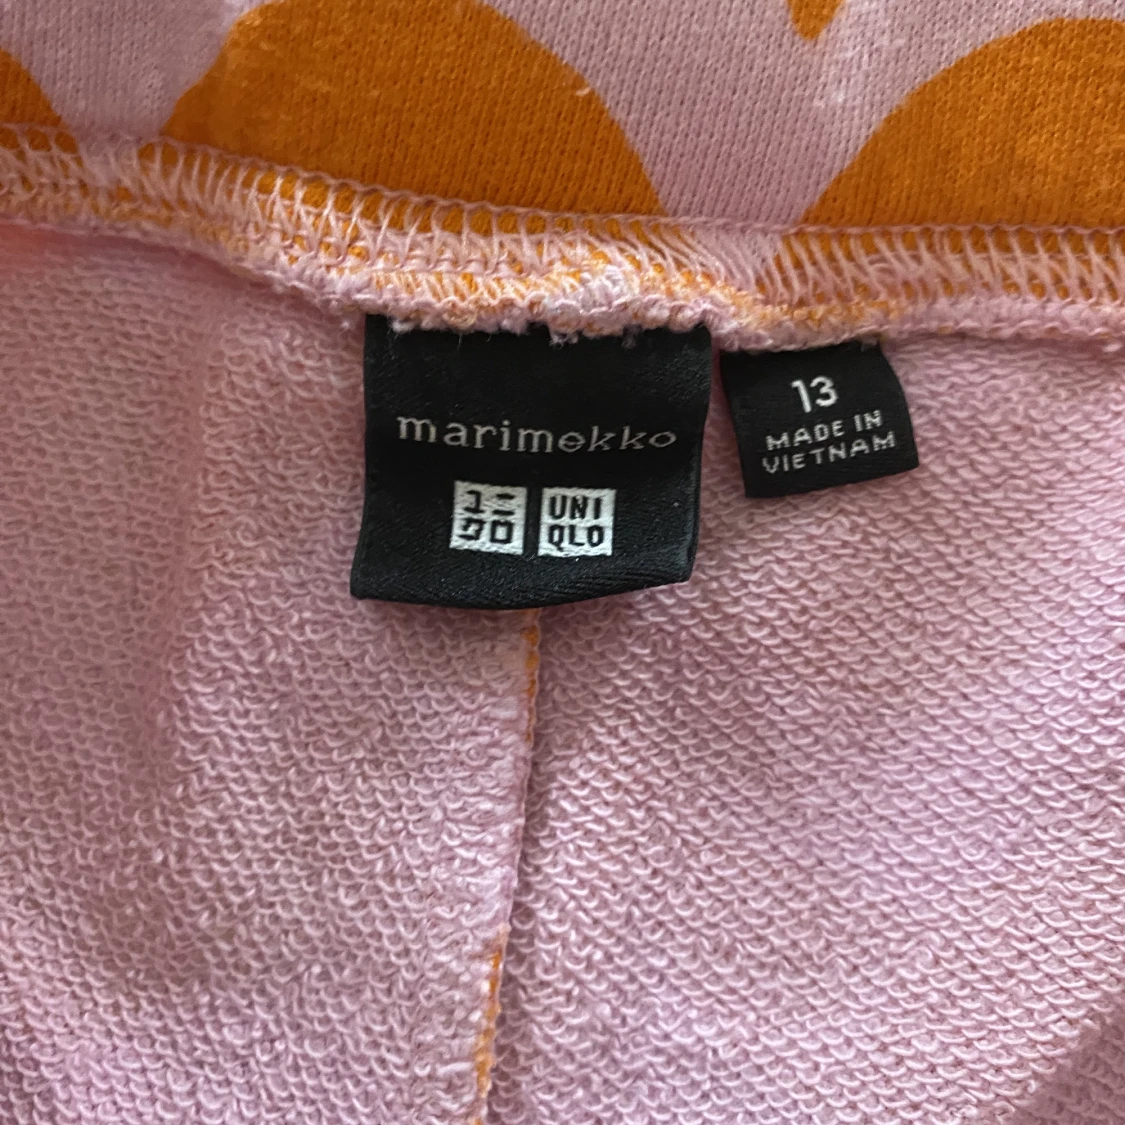 marimekko
ユニ
クロ
UNI
QLO
13
MADE IN
VIETNAM